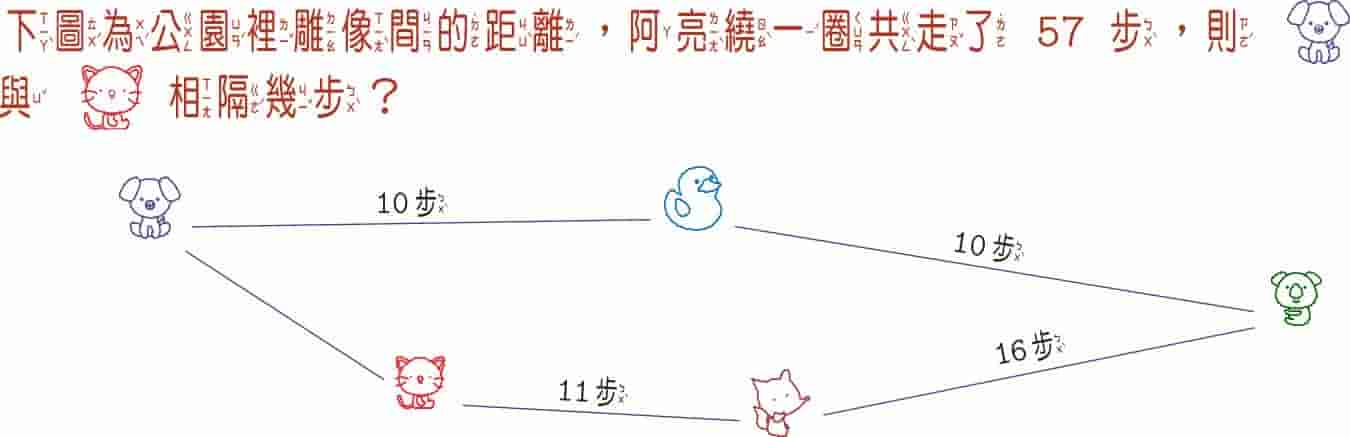 下圖為公園裡雕像間的距離，阿亮繞一圈共走了 57 步，則
與 相隔幾步？
10 步
10 步
16 步
11 步